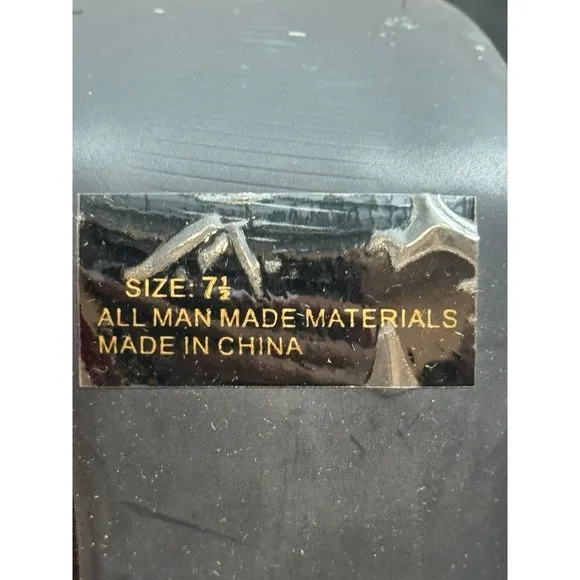 SIZE: 7½
ALL MAN MADE MATERIALS
MADE IN CHINA